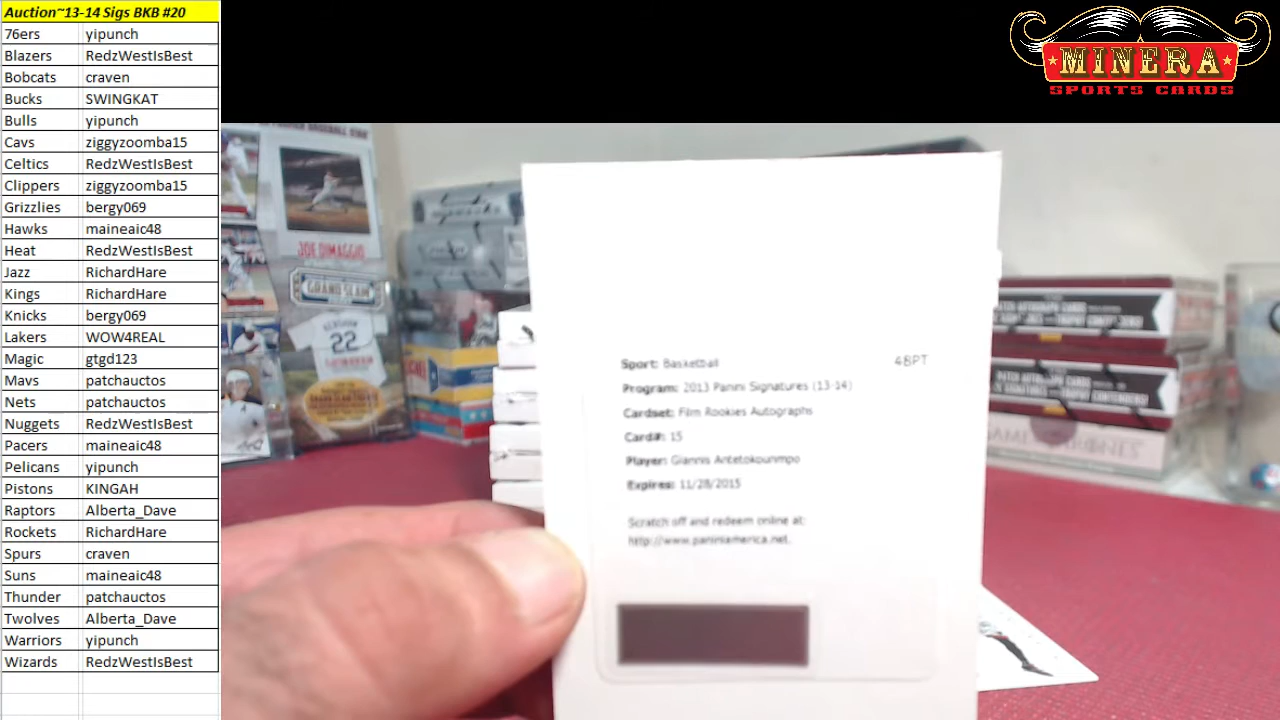 Auction~13-14 Sigs BKB #20
76ers yipunch
Blazers RedzWestIsBest
Bobcats craven
Bucks SWINGKAT
Bulls yipunch
Cavs ziggyzoomba15
Celtics RedzWestIsBest
Clippers ziggyzoomba15
Grizzlies bergy069
Hawks maineaic48
Heat RedzWestIsBest
Jazz RichardHare
Kings RichardHare
Knicks bergy069
Lakers WOW4REAL
Magic gtgd123
Mavs patchauctos
Nets patchauctos
Nuggets RedzWestIsBest
Pacers maineaic48
Pelicans yipunch
Pistons KINGAH
Raptors Alberta_Dave
Rockets RichardHare
Spurs craven
Suns maineaic48
Thunder patchauctos
Twolves Alberta_Dave
Warriors yipunch
Wizards RedzWestIsBest
MINERA
SPORTS CARDS
JOE DIMAGGIO
GRAND SLAM
22
Sport: Basketball 48PT
Program: 2013 Panini Signatures (13-14)
Cardset: Film Rookies Autographs
Card#: 15
Player: Giannis Antetokounmpo
Expires: 11/28/2015
Scratch off and redeem online at:
http://www.paniniamerica.net.